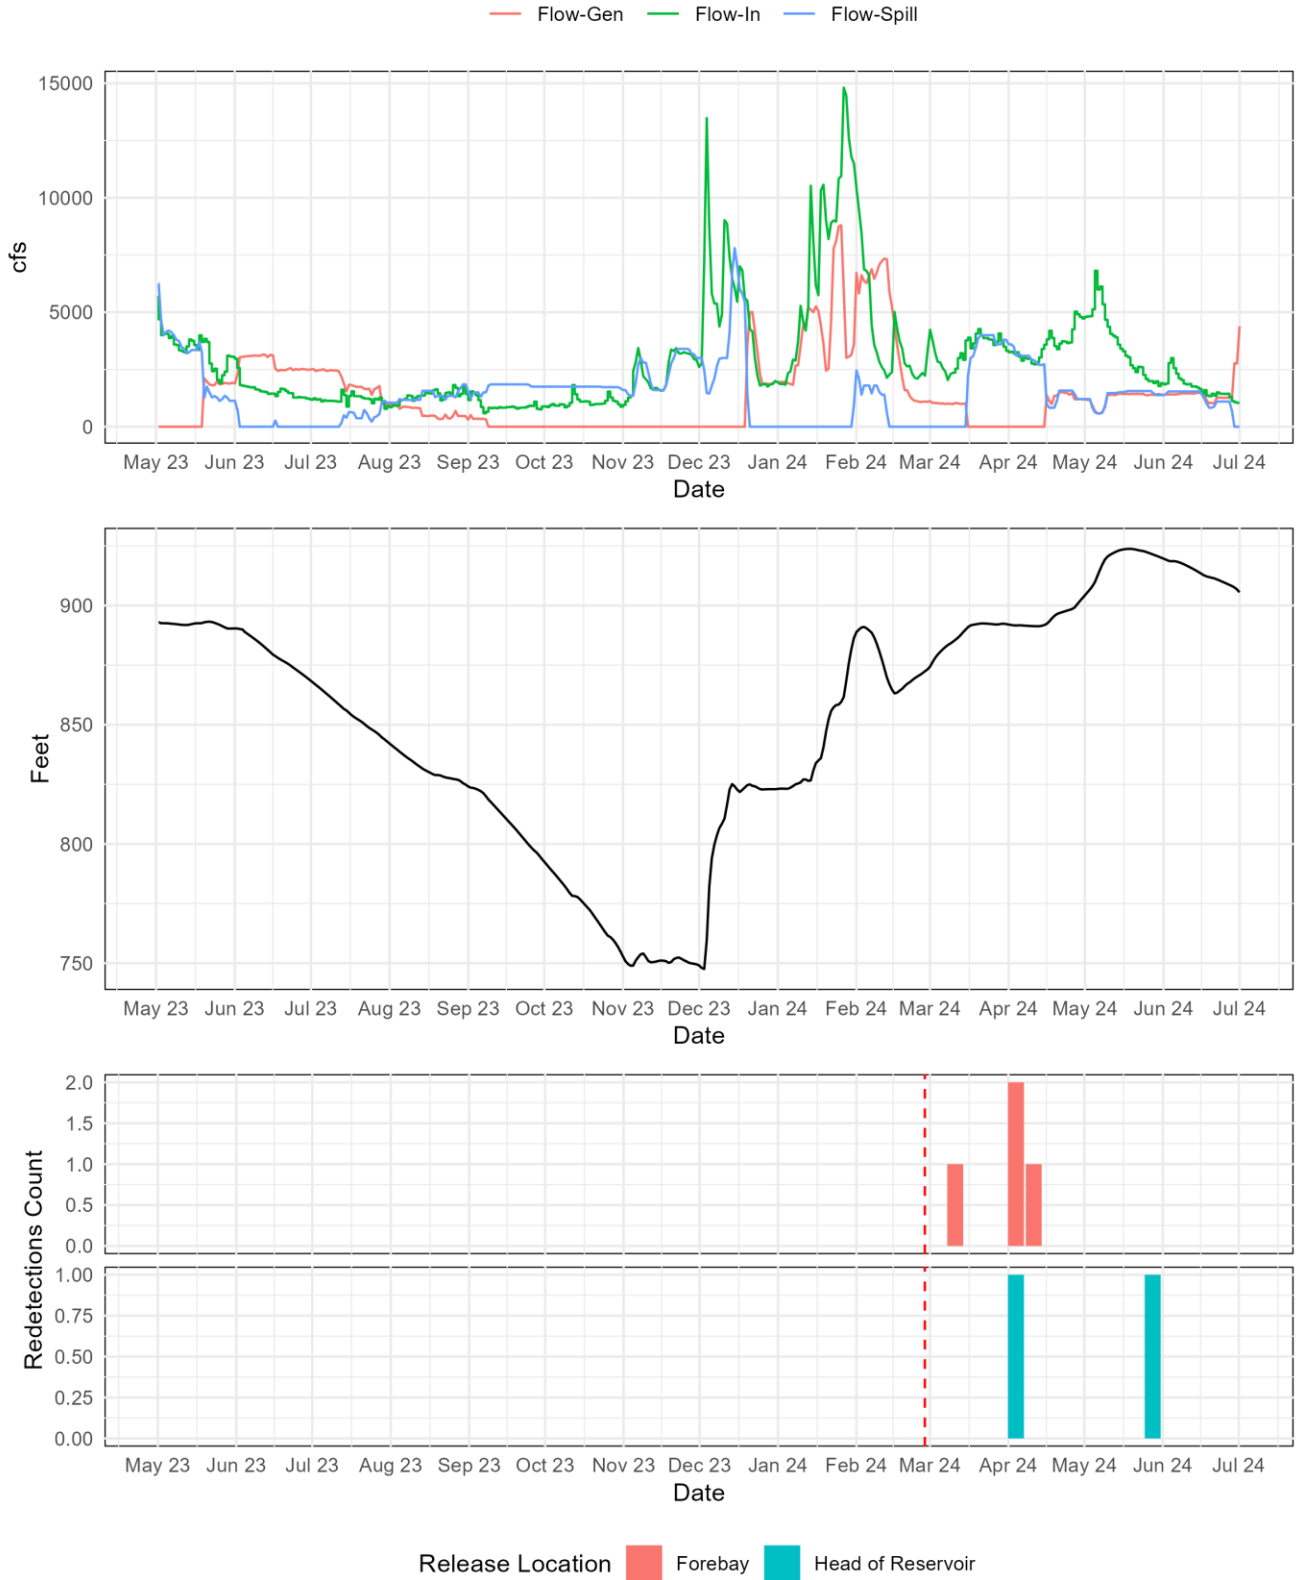 Flow-Gen Flow-In Flow-Spill
15000
10000
5000
0
cfs
May 23 Jun 23 Jul 23 Aug 23 Sep 23 Oct 23 Nov 23 Dec 23 Jan 24 Feb 24 Mar 24 Apr 24 May 24 Jun 24 Jul 24
Date
900
850
800
750
Feet
May 23 Jun 23 Jul 23 Aug 23 Sep 23 Oct 23 Nov 23 Dec 23 Jan 24 Feb 24 Mar 24 Apr 24 May 24 Jun 24 Jul 24
Date
2.0
1.5
1.0
0.5
0.0
Redetections Count
1.00
0.75
0.50
0.25
0.00
May 23 Jun 23 Jul 23 Aug 23 Sep 23 Oct 23 Nov 23 Dec 23 Jan 24 Feb 24 Mar 24 Apr 24 May 24 Jun 24 Jul 24
Date
Release Location Forebay Head of Reservoir